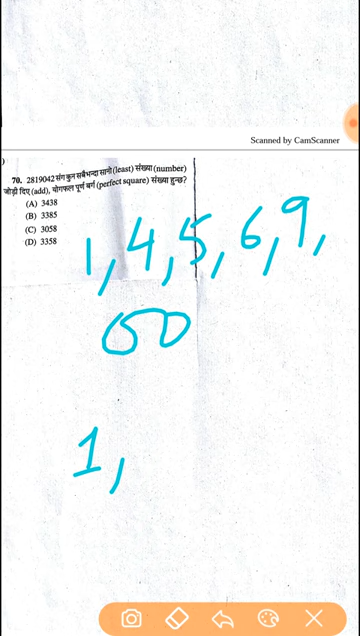 Scanned by CamScanner
)
70. 2819042 संग कुन सबैभन्दा सानो (least) संख्या (number)
जोडी दिए (add), योगफल पूर्ण बर्ग (perfect square) संख्या हुन्छ?
(A) 3438
(B) 3385
(C) 3058
(D) 3358
1, 4, 5, 6, 9,
00
1,